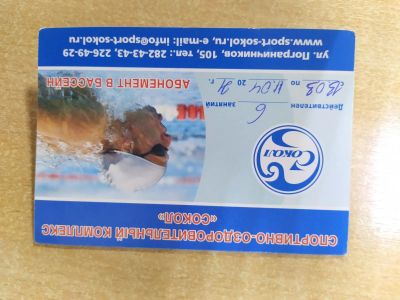 СПОРТИВНО-ОЗДОРОВИТЕЛЬНЫЙ КОМПЛЕКС
«СОКОЛ»
СОКОЛ
АБОНЕМЕНТ В БАССЕЙН
Действителен 6 занятий
13.03 по 11.04 20 21 г.
ул. Пограничников, 105, тел.: 282-43-43, 226-49-29
www.sport-sokol.ru, e-mail: info@sport-sokol.ru